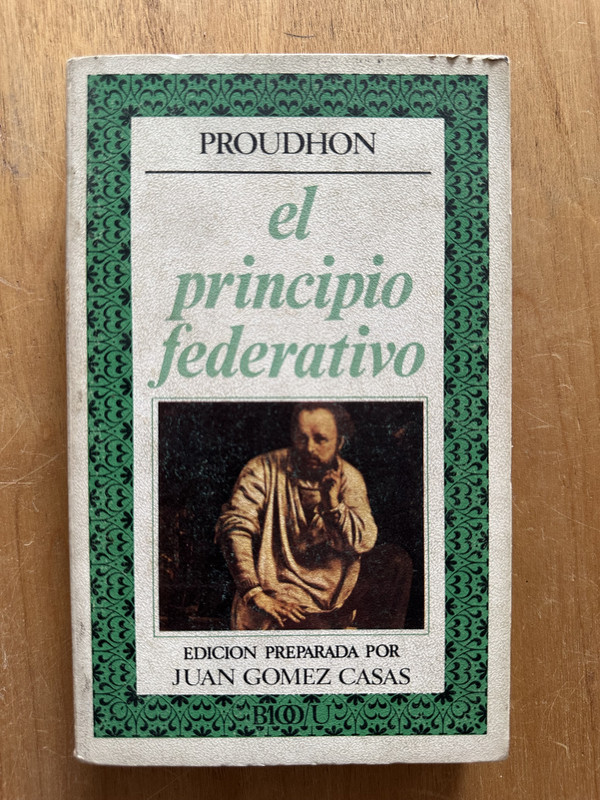 PROUDHON
el
principio
federativo
EDICION PREPARADA POR
JUAN GOMEZ CASAS